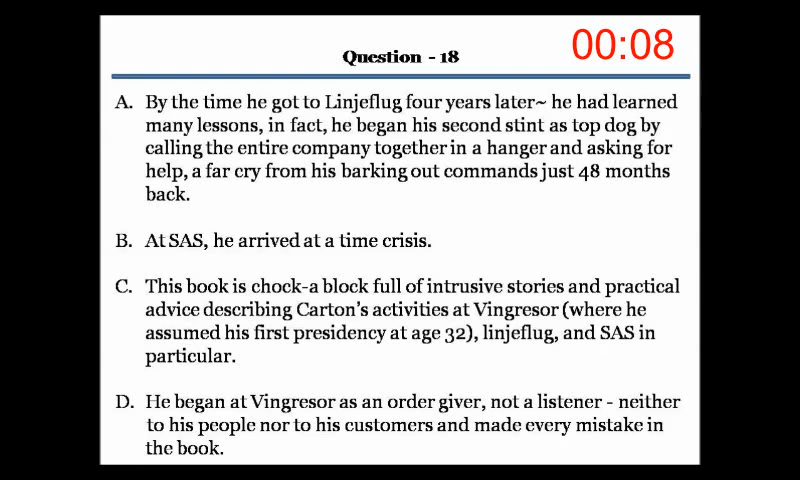 Question - 18
00:08
A. By the time he got to Linjeflug four years later~ he had learned
many lessons, in fact, he began his second stint as top dog by
calling the entire company together in a hanger and asking for
help, a far cry from his barking out commands just 48 months
back.
B. At SAS, he arrived at a time crisis.
C. This book is chock-a block full of intrusive stories and practical
advice describing Carton's activities at Vingresor (where he
assumed his first presidency at age 32), linjeflug, and SAS in
particular.
D. He began at Vingresor as an order giver, not a listener - neither
to his people nor to his customers and made every mistake in
the book.